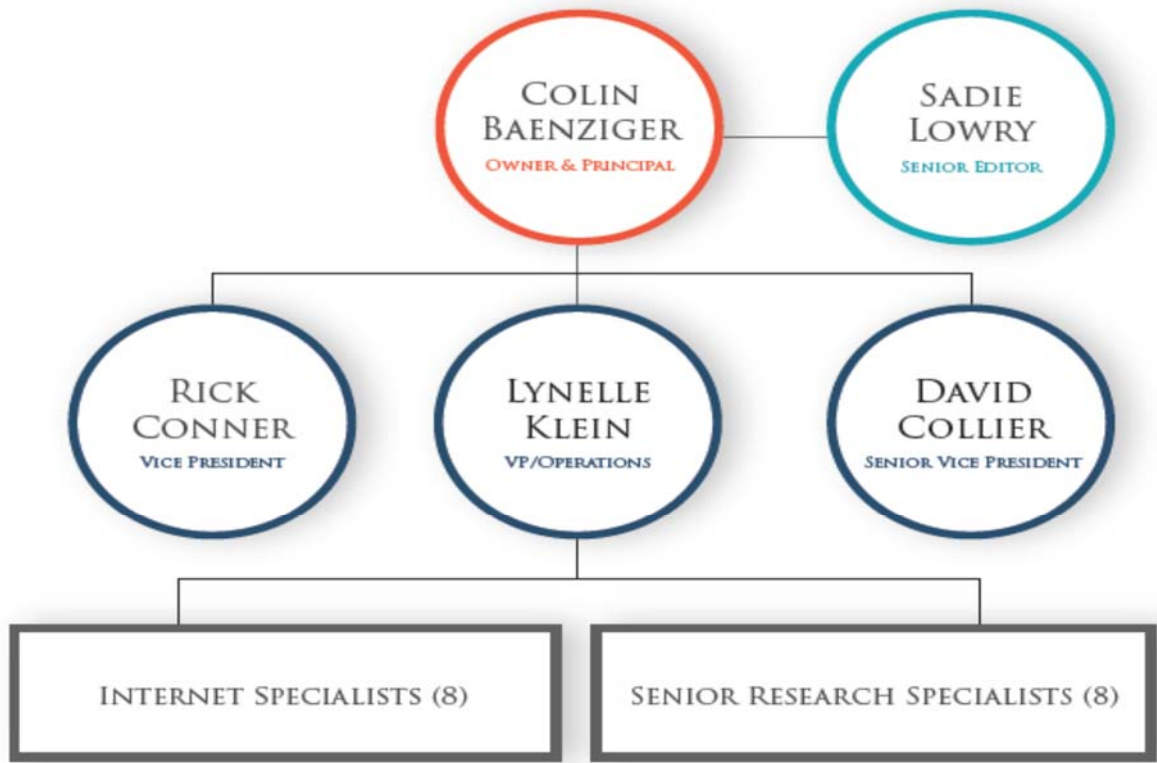 COLIN
BAENZIGER
OWNER & PRINCIPAL
SADIE
LOWRY
SENIOR EDITOR
RICK
CONNER
VICE PRESIDENT
LYNELLE
KLEIN
VP/OPERATIONS
DAVID
COLLIER
SENIOR VICE PRESIDENT
INTERNET SPECIALISTS (8)
SENIOR RESEARCH SPECIALISTS (8)